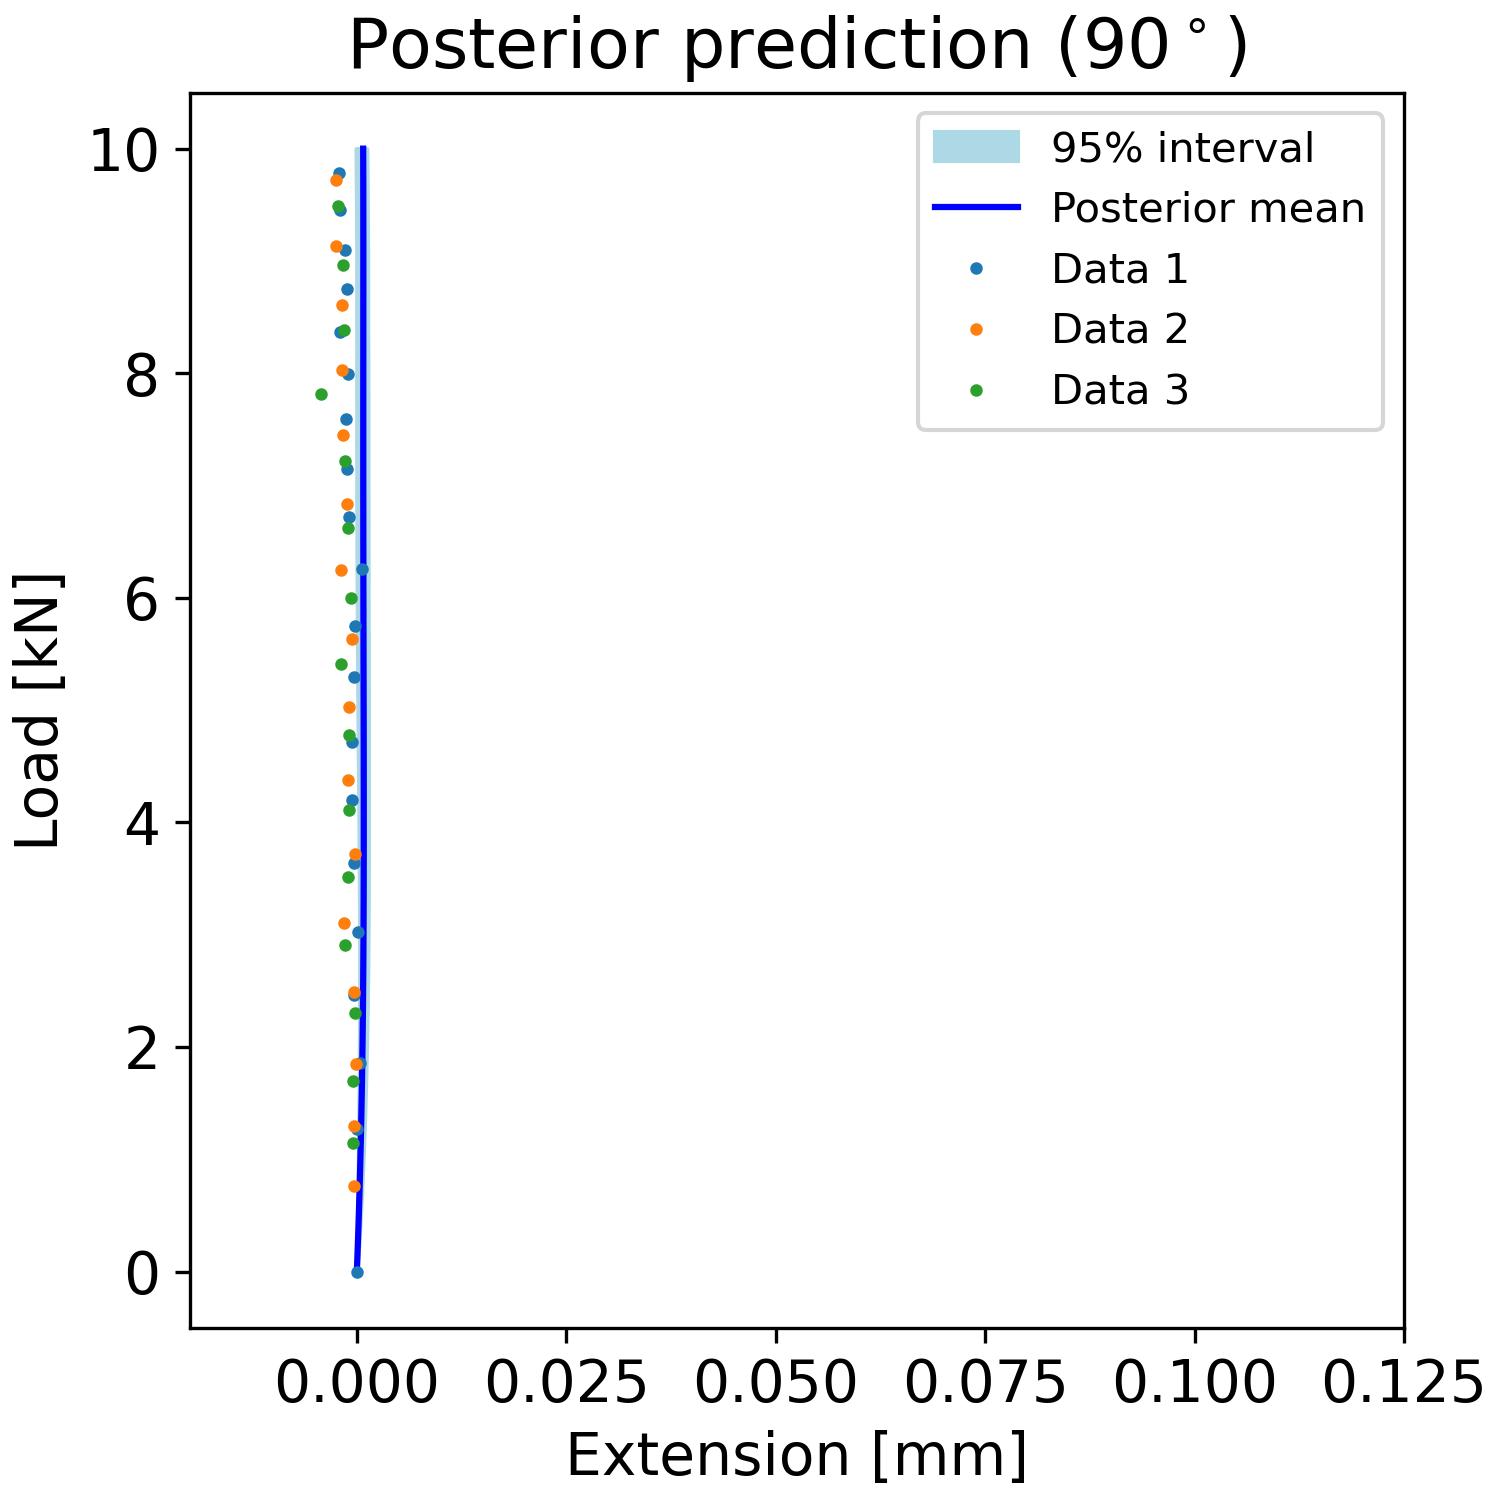 Posterior prediction (90°)
95% interval
Posterior mean
Data 1
Data 2
Data 3
10
8
6
4
2
0
Load [kN]
0.000 0.025 0.050 0.075 0.100 0.125
Extension [mm]